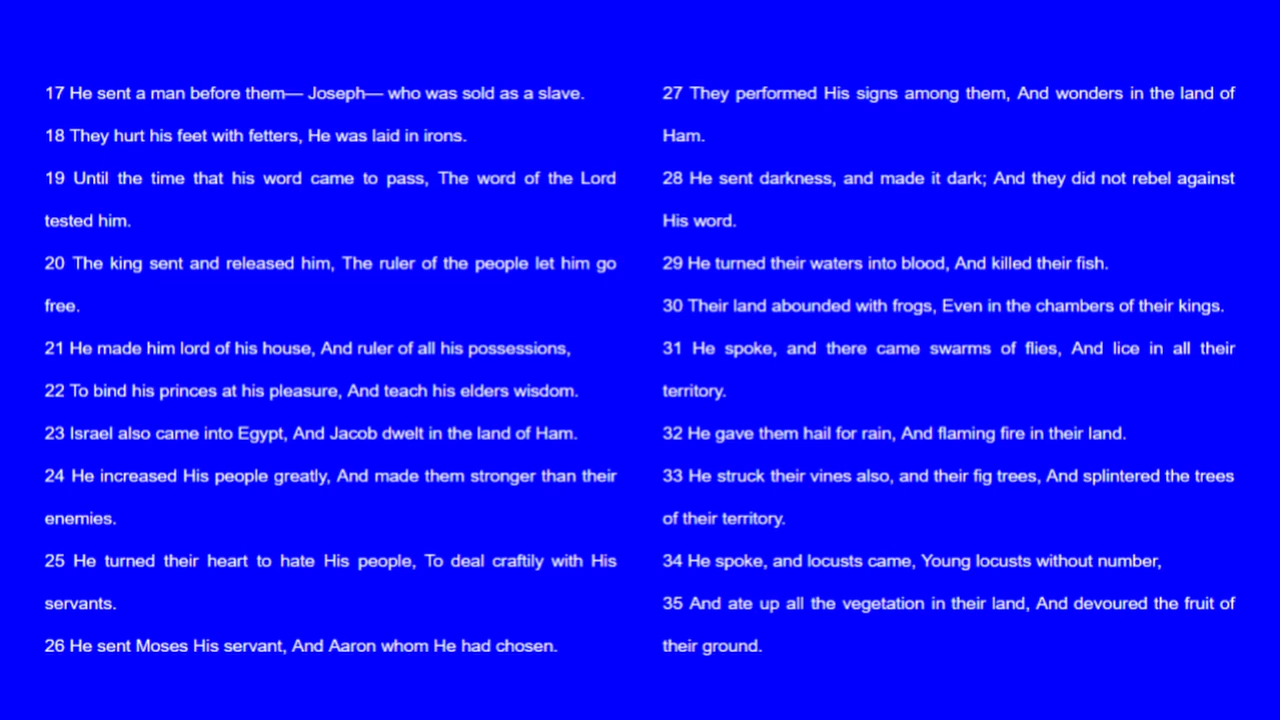 17 He sent a man before them— Joseph— who was sold as a slave.
18 They hurt his feet with fetters, He was laid in irons.
19 Until the time that his word came to pass, The word of the Lord
tested him.
20 The king sent and released him, The ruler of the people let him go
free.
21 He made him lord of his house, And ruler of all his possessions,
22 To bind his princes at his pleasure, And teach his elders wisdom.
23 Israel also came into Egypt, And Jacob dwelt in the land of Ham.
24 He increased His people greatly, And made them stronger than their
enemies.
25 He turned their heart to hate His people, To deal craftily with His
servants.
26 He sent Moses His servant, And Aaron whom He had chosen.
27 They performed His signs among them, And wonders in the land of
Ham.
28 He sent darkness, and made it dark; And they did not rebel against
His word.
29 He turned their waters into blood, And killed their fish.
30 Their land abounded with frogs, Even in the chambers of their kings.
31 He spoke, and there came swarms of flies, And lice in all their
territory.
32 He gave them hail for rain, And flaming fire in their land.
33 He struck their vines also, and their fig trees, And splintered the trees
of their territory.
34 He spoke, and locusts came, Young locusts without number,
35 And ate up all the vegetation in their land, And devoured the fruit of
their ground.